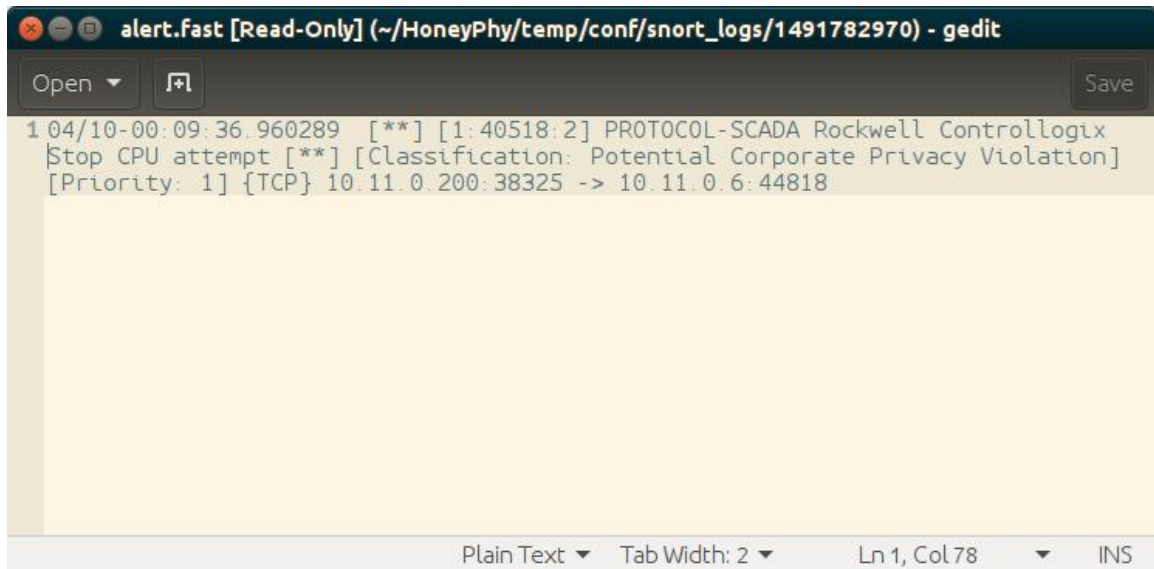 alert.fast [Read-Only] (~/HoneyPhy/temp/conf/snort_logs/1491782970) - gedit
Open Save
1 04/10-00:09:36.960289  [**] [1:40518:2] PROTOCOL-SCADA Rockwell Controllogix
Stop CPU attempt [**] [Classification: Potential Corporate Privacy Violation]
[Priority: 1] {TCP} 10.11.0.200:38325 -> 10.11.0.6:44818
Plain Text Tab Width: 2 Ln 1, Col 78 INS